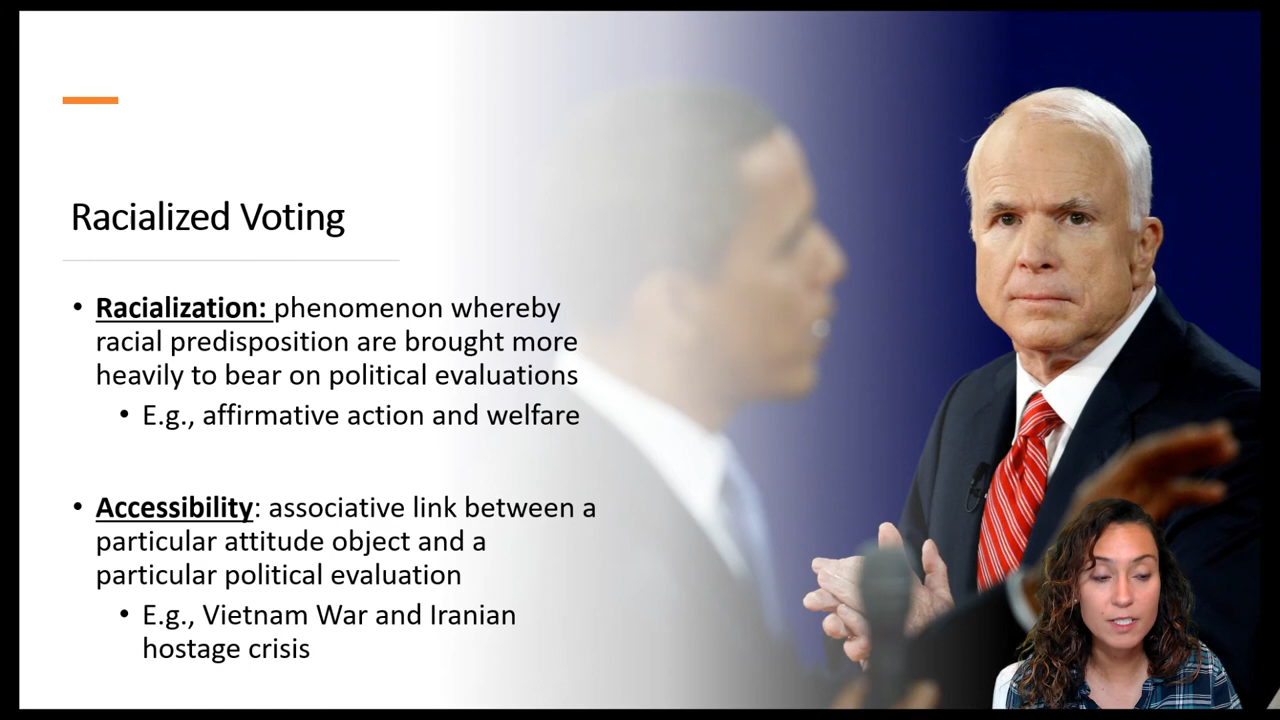 Racialized Voting
• Racialization: phenomenon whereby
racial predisposition are brought more
heavily to bear on political evaluations
• E.g., affirmative action and welfare
• Accessibility: associative link between a
particular attitude object and a
particular political evaluation
• E.g., Vietnam War and Iranian
hostage crisis